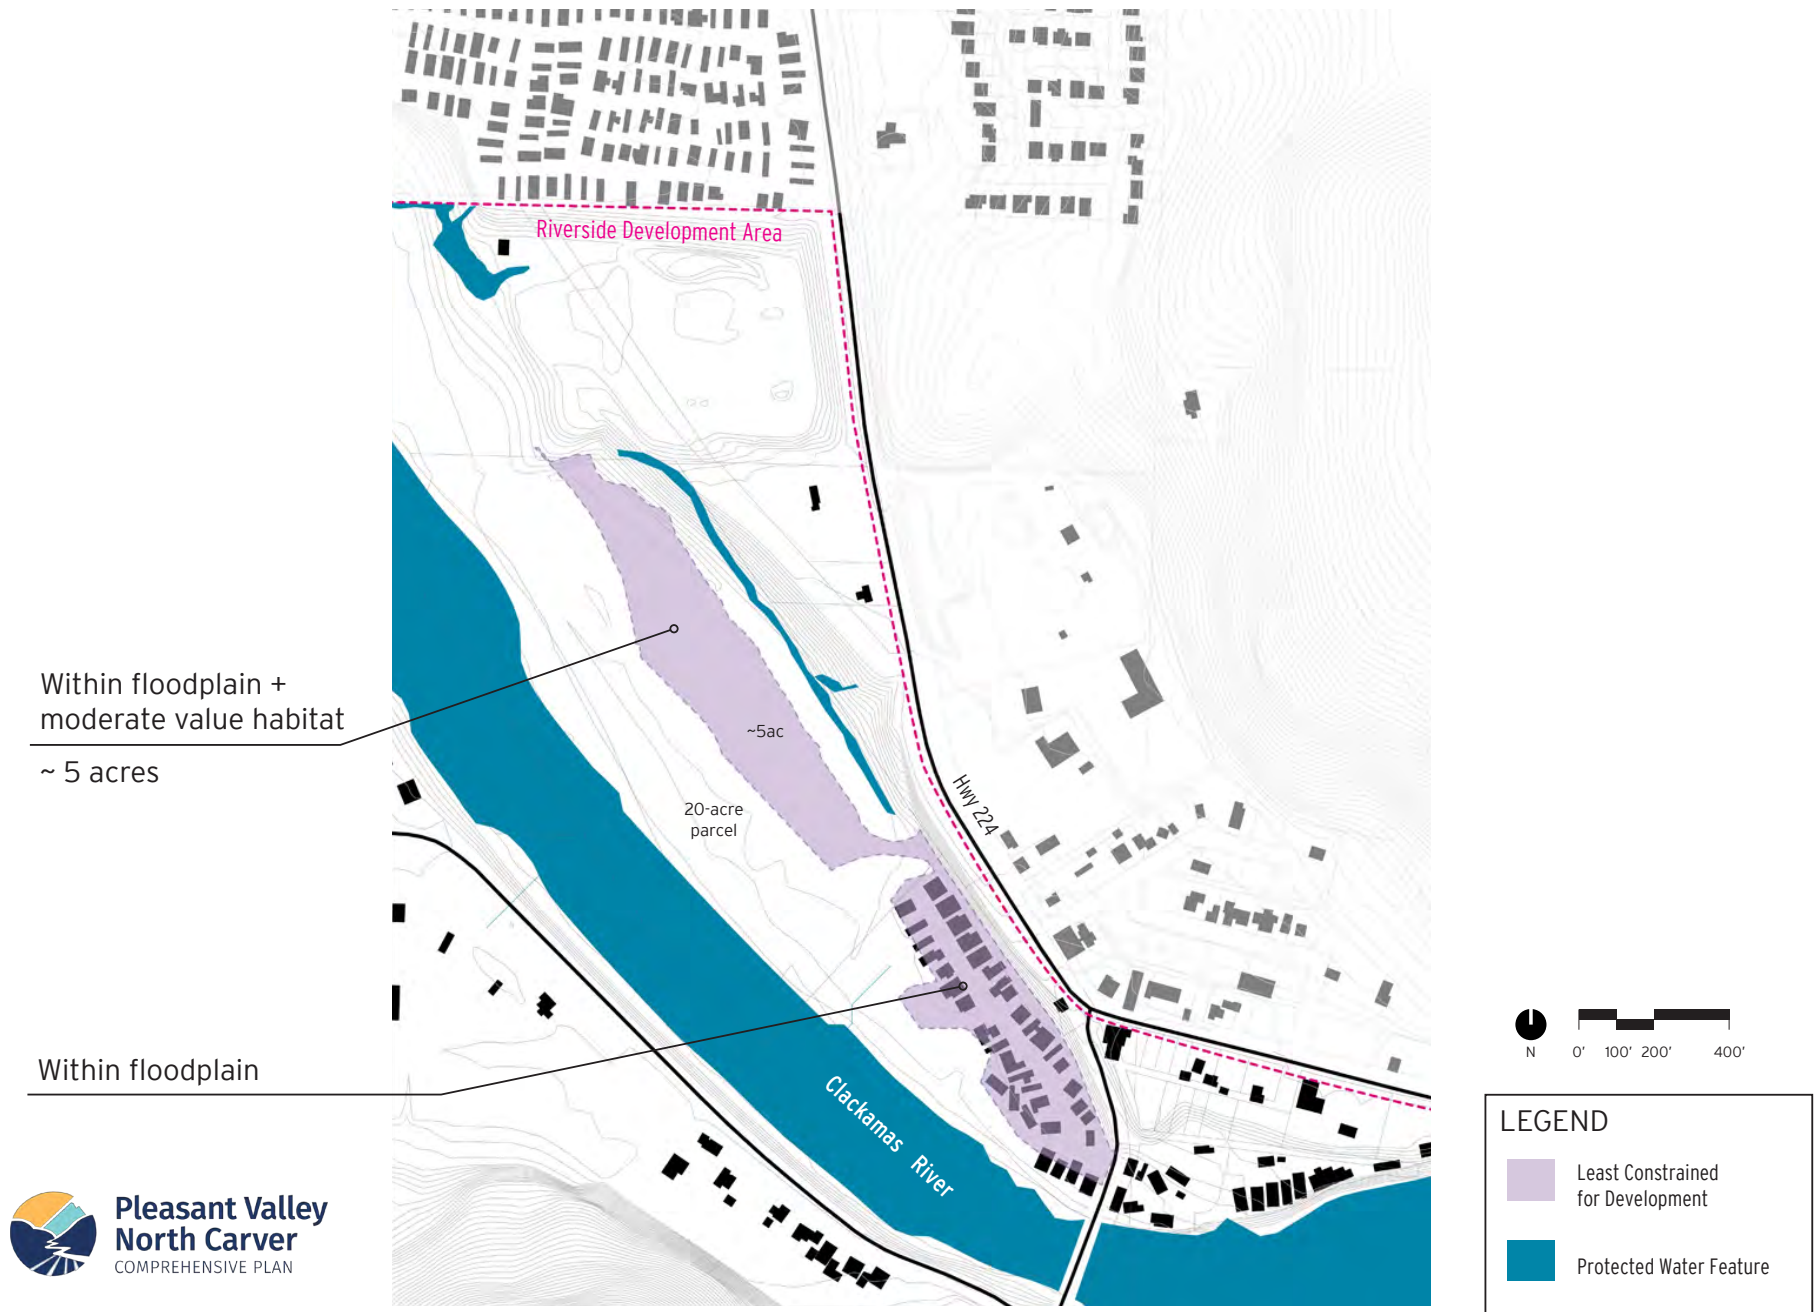 Riverside Development Area
Within floodplain +
moderate value habitat
~ 5 acres
~5ac
20-acre
parcel
Hwy 224
Within floodplain
Clackamas River
N
0' 100' 200' 400'
LEGEND
Least Constrained
for Development
Protected Water Feature
Pleasant Valley
North Carver
COMPREHENSIVE PLAN